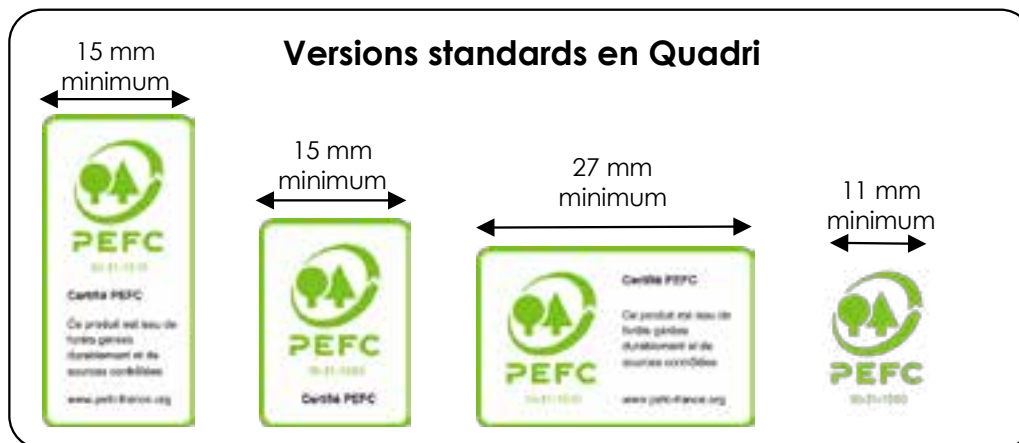 Versions standards en Quadri
15 mm
minimum
PEFC
Certifié PEFC
Ce produit est issu de
forêts gérées
durablement et de
sources contrôlées
www.pefc-france.org
15 mm
minimum
PEFC
Certifié PEFC
27 mm
minimum
PEFC
Certifié PEFC
Ce produit est issu de
forêts gérées
durablement et de
sources contrôlées
www.pefc-france.org
11 mm
minimum
PEFC